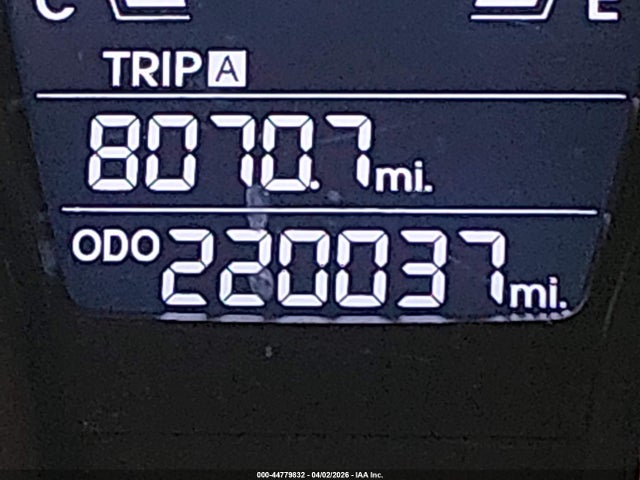 C E
TRIP A
8070.7 mi.
ODO 220037 mi.
000-44779832 - 04/02/2026 - IAA Inc.